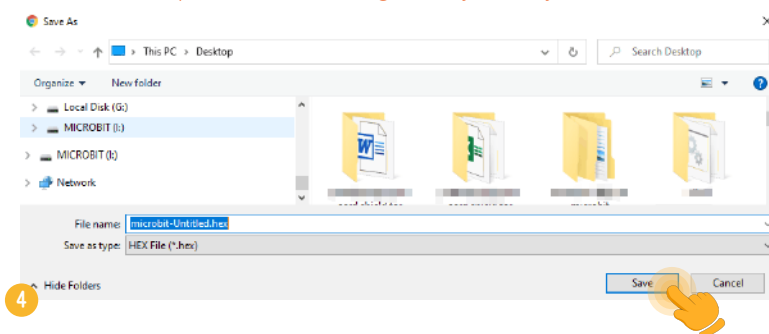 Save As
This PC > Desktop
Search Desktop
Organize
New folder
Local Disk (G:)
MICROBIT (I:)
MICROBIT (I:)
Network
File name: microbit-Untitled.hex
Save as type: HEX File (*.hex)
Hide Folders
Save
Cancel
4